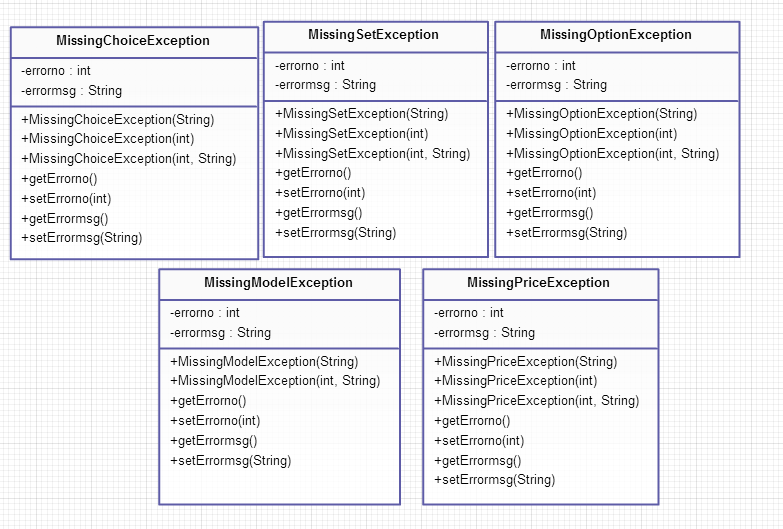 MissingChoiceException
-errorno : int
-errormsg : String
+MissingChoiceException(String)
+MissingChoiceException(int)
+MissingChoiceException(int, String)
+getErrorno()
+setErrorno(int)
+getErrormsg()
+setErrormsg(String)
MissingSetException
-errorno : int
-errormsg : String
+MissingSetException(String)
+MissingSetException(int)
+MissingSetException(int, String)
+getErrorno()
+setErrorno(int)
+getErrormsg()
+setErrormsg(String)
MissingOptionException
-errorno : int
-errormsg : String
+MissingOptionException(String)
+MissingOptionException(int)
+MissingOptionException(int, String)
+getErrorno()
+setErrorno(int)
+getErrormsg()
+setErrormsg(String)
MissingModelException
-errorno : int
-errormsg : String
+MissingModelException(String)
+MissingModelException(int, String)
+getErrorno()
+setErrorno(int)
+getErrormsg()
+setErrormsg(String)
MissingPriceException
-errorno : int
-errormsg : String
+MissingPriceException(String)
+MissingPriceException(int)
+MissingPriceException(int, String)
+getErrorno()
+setErrorno(int)
+getErrormsg()
+setErrormsg(String)